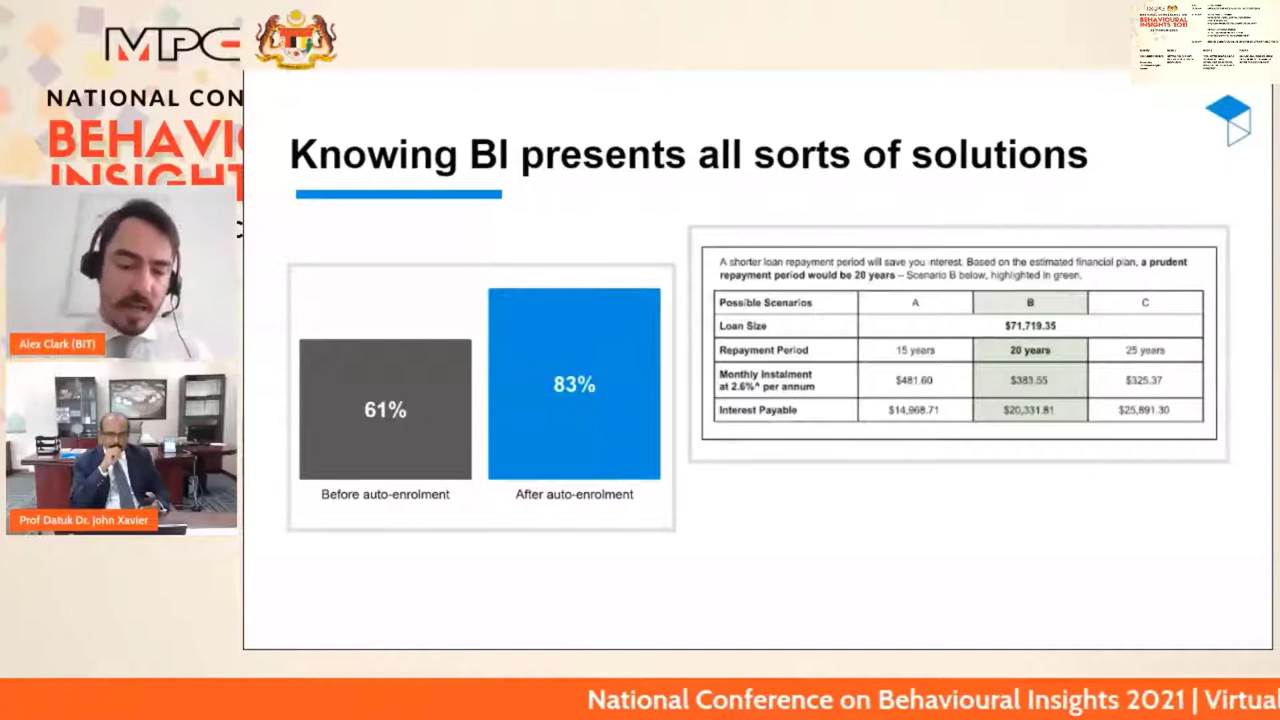 MPC
NATIONAL CON
BEHAVI
INSIGHT
Alex Clark (BIT)
Prof Datuk Dr. John Xavier
BEHAVIOURAL
INSIGHTS 2021
Knowing BI presents all sorts of solutions
61%
83%
Before auto-enrolment
After auto-enrolment
A shorter loan repayment period will save you interest. Based on the estimated financial plan, a prudent
repayment period would be 20 years – Scenario B below, highlighted in green.
Possible Scenarios A B C
Loan Size $71,719.35
Repayment Period 15 years 20 years 25 years
Monthly Instalment
at 2.6%^ per annum $481.60 $383.55 $325.37
Interest Payable $14,968.71 $20,331.81 $25,891.30
National Conference on Behavioural Insights 2021 | Virtual